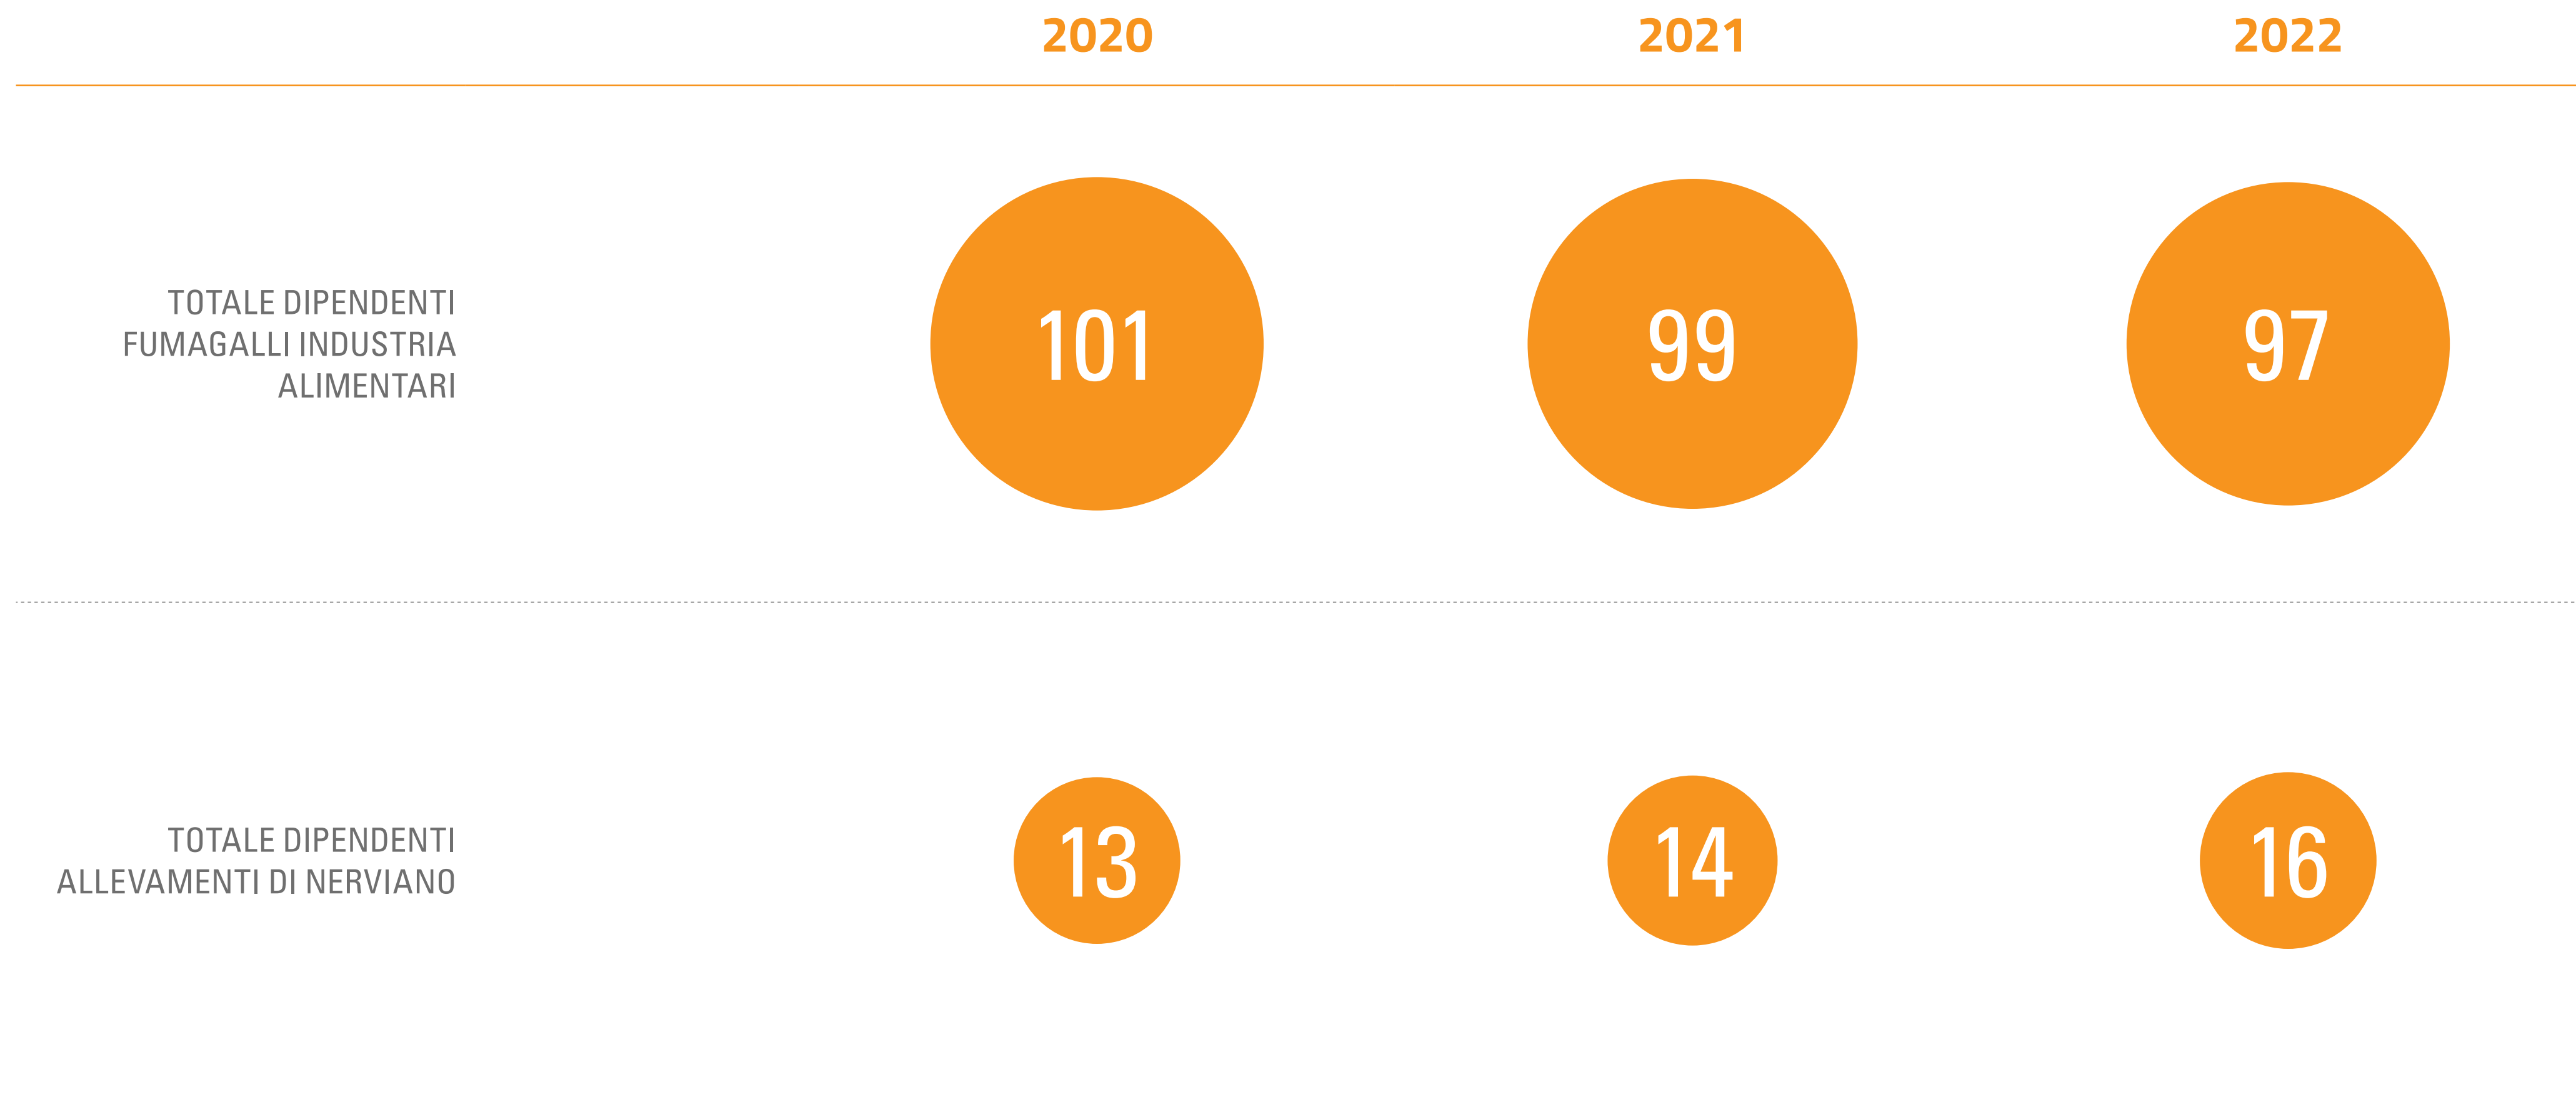 2020 2021 2022
TOTALE DIPENDENTI
FUMAGALLI INDUSTRIA
ALIMENTARI
101 99 97
TOTALE DIPENDENTI
ALLEVAMENTI DI NERVIANO
13 14 16